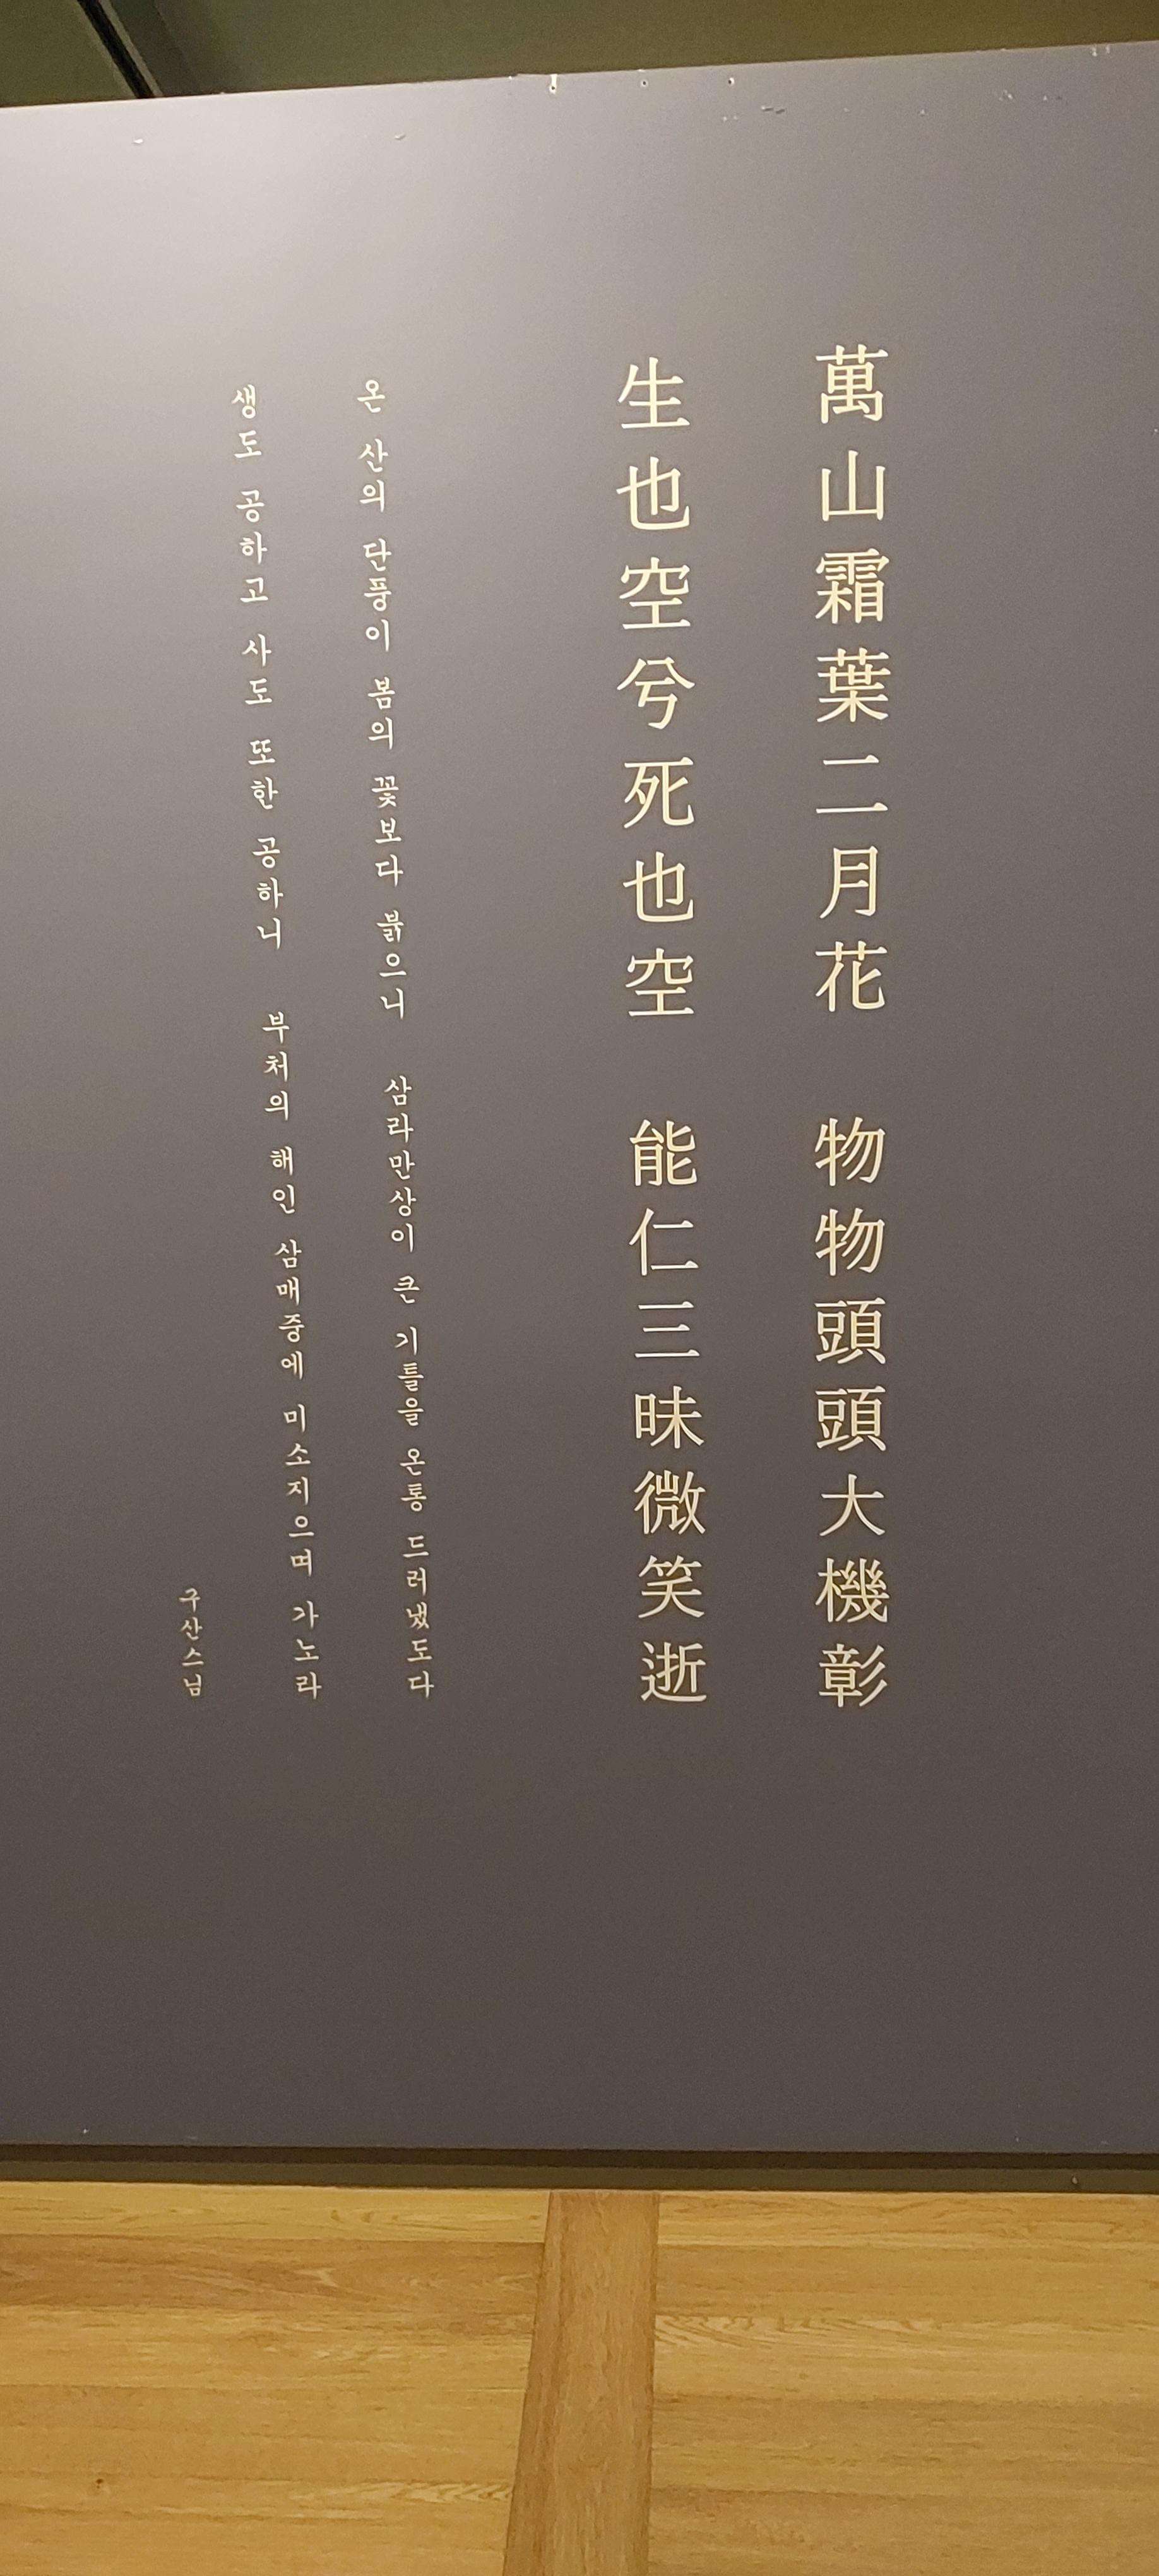 萬山霜葉二月花 物物頭頭大機彰
生也空兮死也空 能仁三昧微笑逝
온 산의 단풍이 봄의 꽃보다 붉으니 삼라만상이 큰 기틀을 온통 드러냈도다
생도 공하고 사도 또한 공하니 부처의 해인 삼매중에 미소지으며 가노라
구산스님